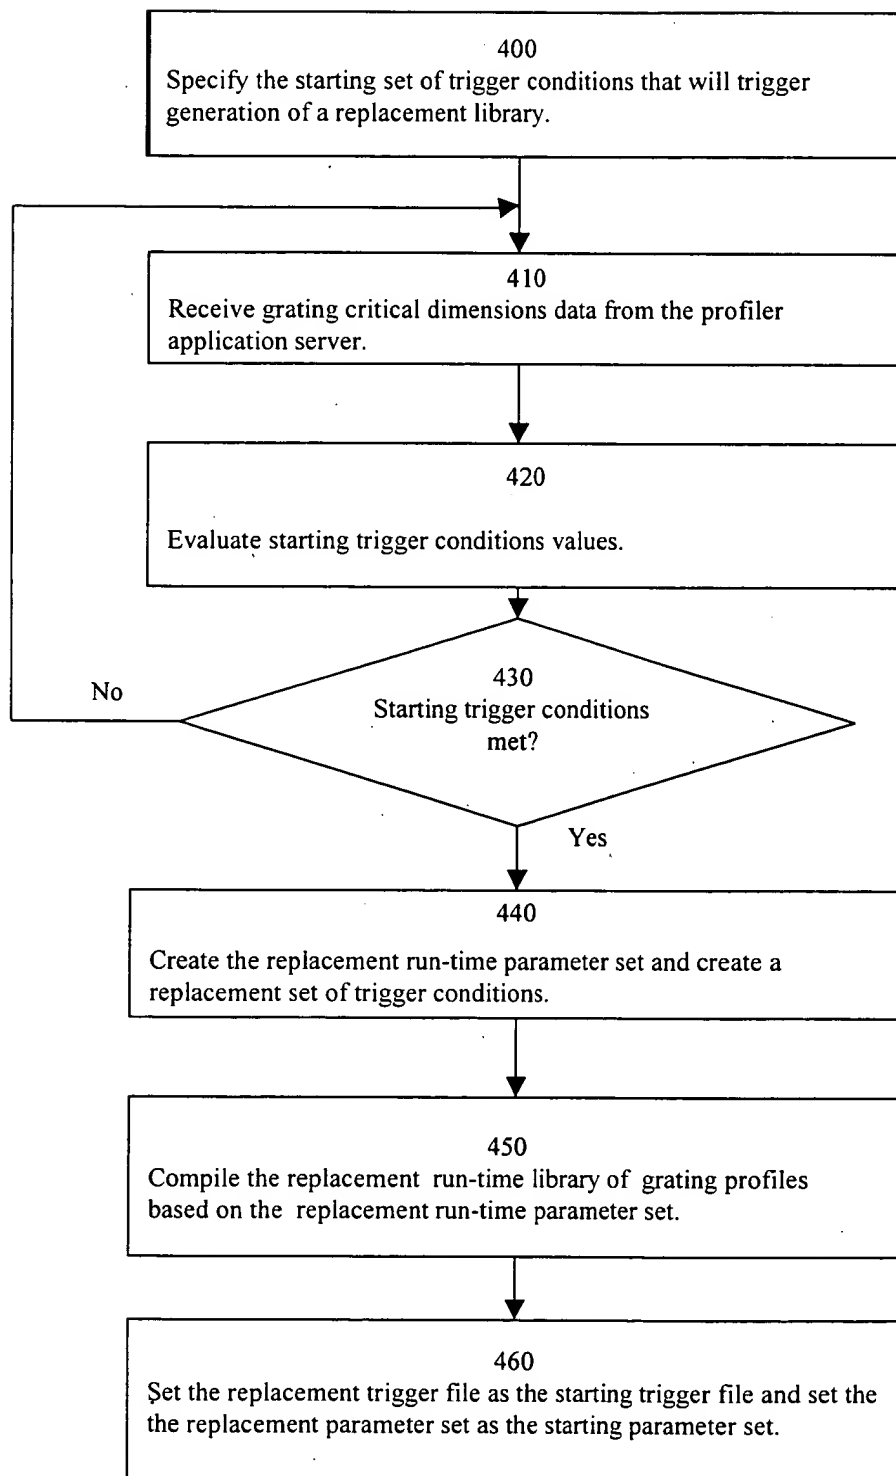 400
Specify the starting set of trigger conditions that will trigger
generation of a replacement library.
410
Receive grating critical dimensions data from the profiler
application server.
420
Evaluate starting trigger conditions values.
430
Starting trigger conditions
met?
No
Yes
440
Create the replacement run-time parameter set and create a
replacement set of trigger conditions.
450
Compile the replacement run-time library of grating profiles
based on the replacement run-time parameter set.
460
Set the replacement trigger file as the starting trigger file and set the
the replacement parameter set as the starting parameter set.